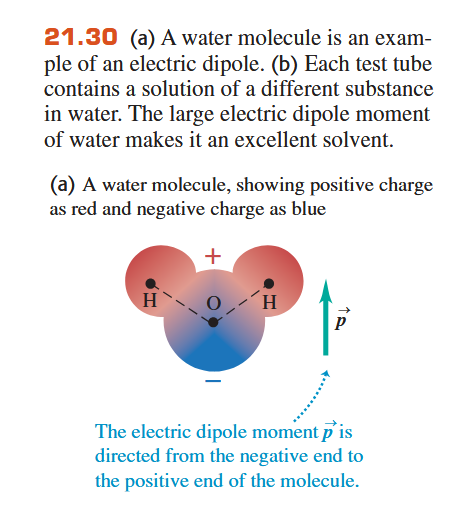 21.30 (a) A water molecule is an exam-
ple of an electric dipole. (b) Each test tube
contains a solution of a different substance
in water. The large electric dipole moment
of water makes it an excellent solvent.
(a) A water molecule, showing positive charge
as red and negative charge as blue
+
H O H
p⃗
−
The electric dipole moment p⃗ is
directed from the negative end to
the positive end of the molecule.